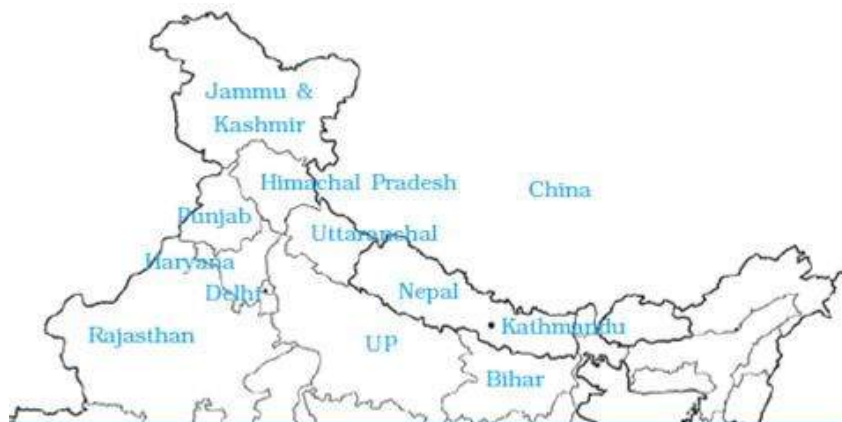 Jammu &
Kashmir
Himachal Pradesh
China
Punjab
Uttaranchal
Haryana
Delhi
Nepal
Kathmandu
Rajasthan
UP
Bihar